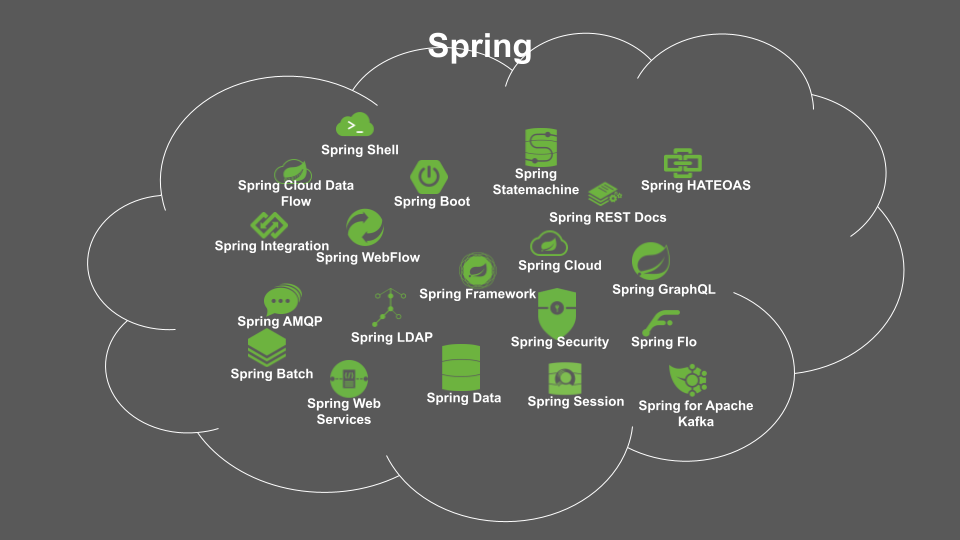 Spring
Spring Shell
Spring
Statemachine
Spring HATEOAS
Spring Cloud Data
Flow
Spring Boot
Spring REST Docs
Spring Integration
Spring WebFlow
Spring Cloud
Spring Framework
Spring GraphQL
Spring AMQP
Spring LDAP
Spring Security
Spring Flo
Spring Batch
Spring Web
Services
Spring Data
Spring Session
Spring for Apache
Kafka